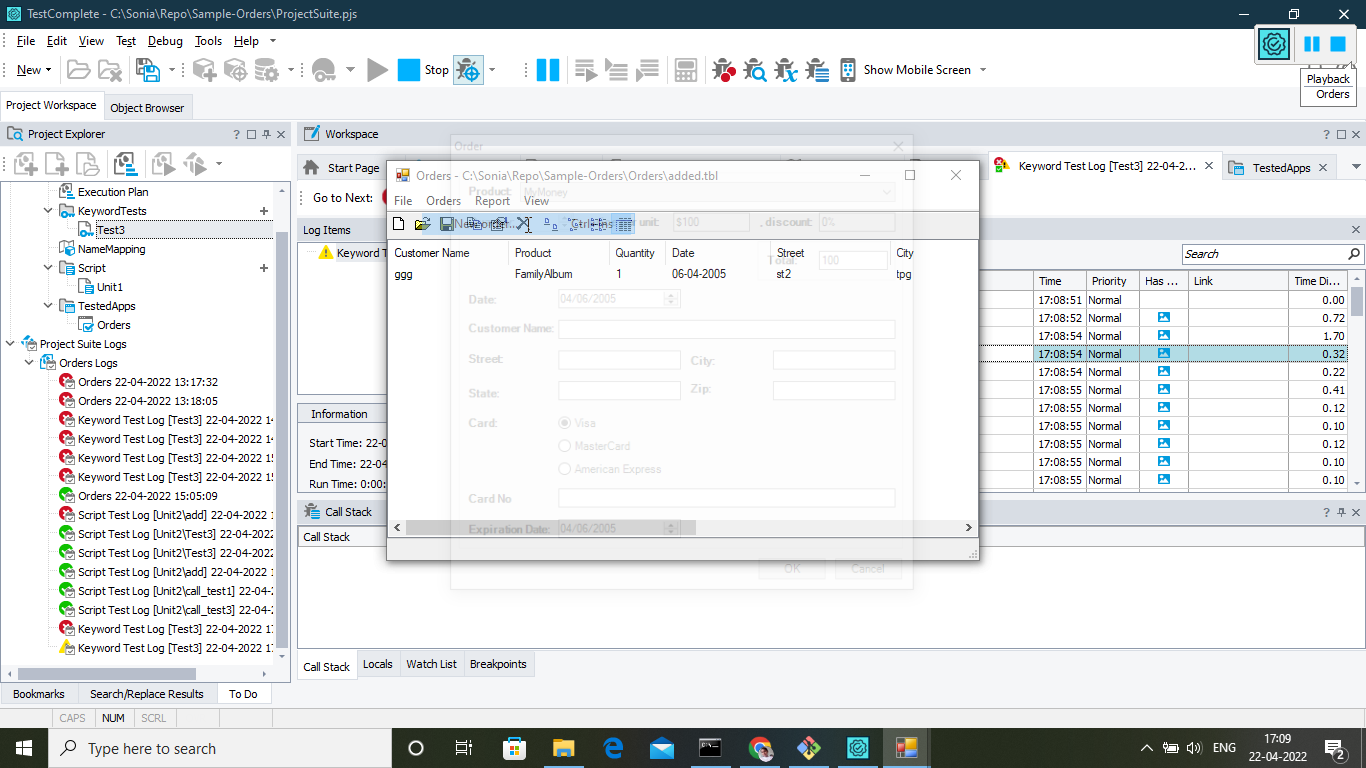 TestComplete - C:\Sonia\Repo\Sample-Orders\ProjectSuite.pjs
File Edit View Test Debug Tools Help
New Stop Show Mobile Screen
Playback
Orders
Project Workspace Object Browser
Project Explorer
Execution Plan
KeywordTests
Test3
NameMapping
Script
Unit1
TestedApps
Orders
Project Suite Logs
Orders Logs
Orders 22-04-2022 13:17:32
Orders 22-04-2022 13:18:05
Keyword Test Log [Test3] 22-04-2022 14
Keyword Test Log [Test3] 22-04-2022 14
Keyword Test Log [Test3] 22-04-2022 15
Keyword Test Log [Test3] 22-04-2022 15
Orders 22-04-2022 15:05:09
Script Test Log [Unit2\add] 22-04-2022 1
Script Test Log [Unit2\Test3] 22-04-2022
Script Test Log [Unit2\Test3] 22-04-2022
Script Test Log [Unit2\add] 22-04-2022 1
Script Test Log [Unit2\call_test1] 22-04-2
Script Test Log [Unit2\call_test3] 22-04-2
Keyword Test Log [Test3] 22-04-2022 17
Keyword Test Log [Test3] 22-04-2022 17
Bookmarks Search/Replace Results To Do
CAPS NUM SCRL
Workspace
Start Page
Keyword Test Log [Test3] 22-04-2...
TestedApps
Go to Next:
Log Items
Keyword T
Search
Time Priority Has ... Link Time Di...
17:08:51 Normal 0.00
17:08:52 Normal 0.72
17:08:54 Normal 1.70
17:08:54 Normal 0.32
17:08:54 Normal 0.22
17:08:55 Normal 0.41
17:08:55 Normal 0.12
17:08:55 Normal 0.10
17:08:55 Normal 0.12
17:08:55 Normal 0.10
17:08:55 Normal 0.10
Information
Start Time: 22-0
End Time: 22-04
Run Time: 0:00:
Call Stack
Call Stack
Call Stack Locals Watch List Breakpoints
Order
Orders - C:\Sonia\Repo\Sample-Orders\Orders\added.tbl
File Orders Report View
Product: MyMoney
unit: $100 discount: 0%
Customer Name Product Quantity Date Street City
Total: 100
ggg FamilyAlbum 1 06-04-2005 st2 tpg
Date: 04/06/2005
Customer Name:
Street: City:
State: Zip:
Card: Visa
MasterCard
American Express
Card No
Expiration Date: 04/06/2005
OK Cancel
Type here to search
ENG
17:09
22-04-2022
2